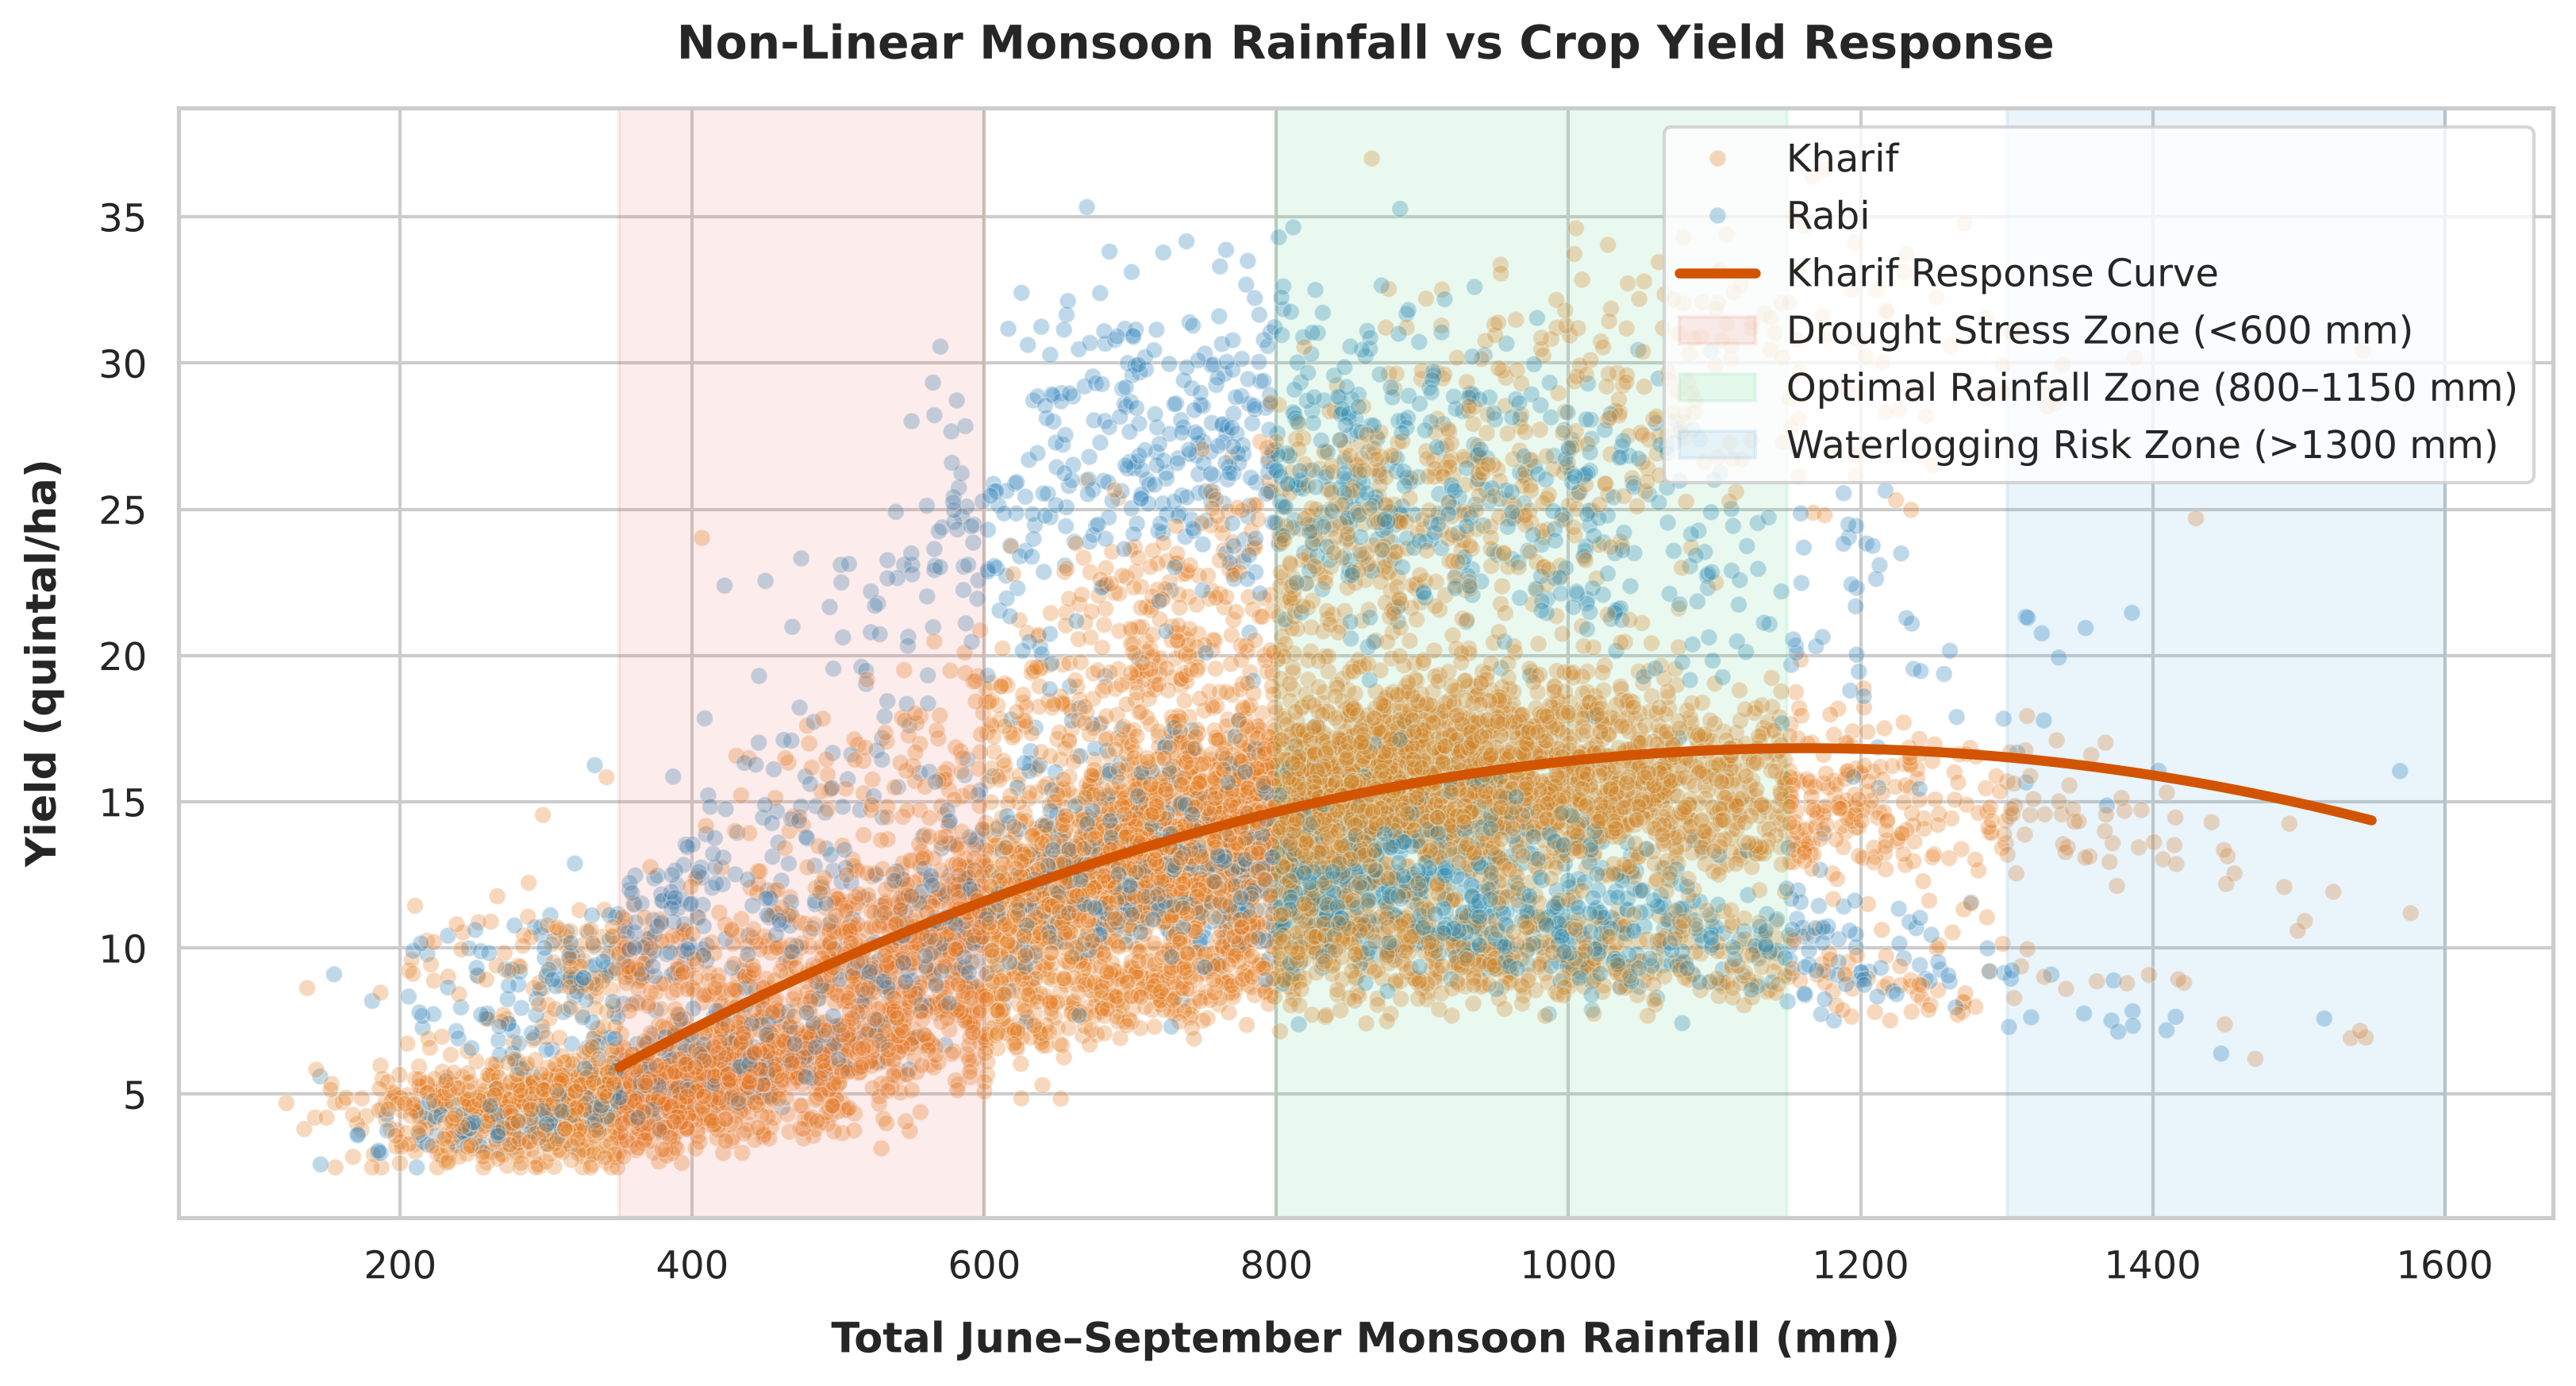 Non-Linear Monsoon Rainfall vs Crop Yield Response
Kharif
Rabi
Kharif Response Curve
Drought Stress Zone (<600 mm)
Optimal Rainfall Zone (800–1150 mm)
Waterlogging Risk Zone (>1300 mm)
Yield (quintal/ha)
35
30
25
20
15
10
5
200 400 600 800 1000 1200 1400 1600
Total June–September Monsoon Rainfall (mm)